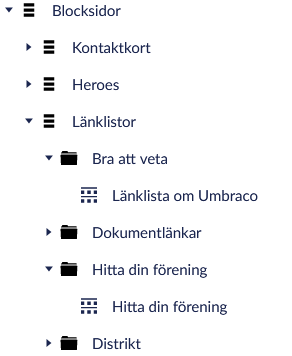 Blocksidor
Kontaktkort
Heroes
Länklistor
Bra att veta
Länklista om Umbraco
Dokumentlänkar
Hitta din förening
Hitta din förening
Distrikt